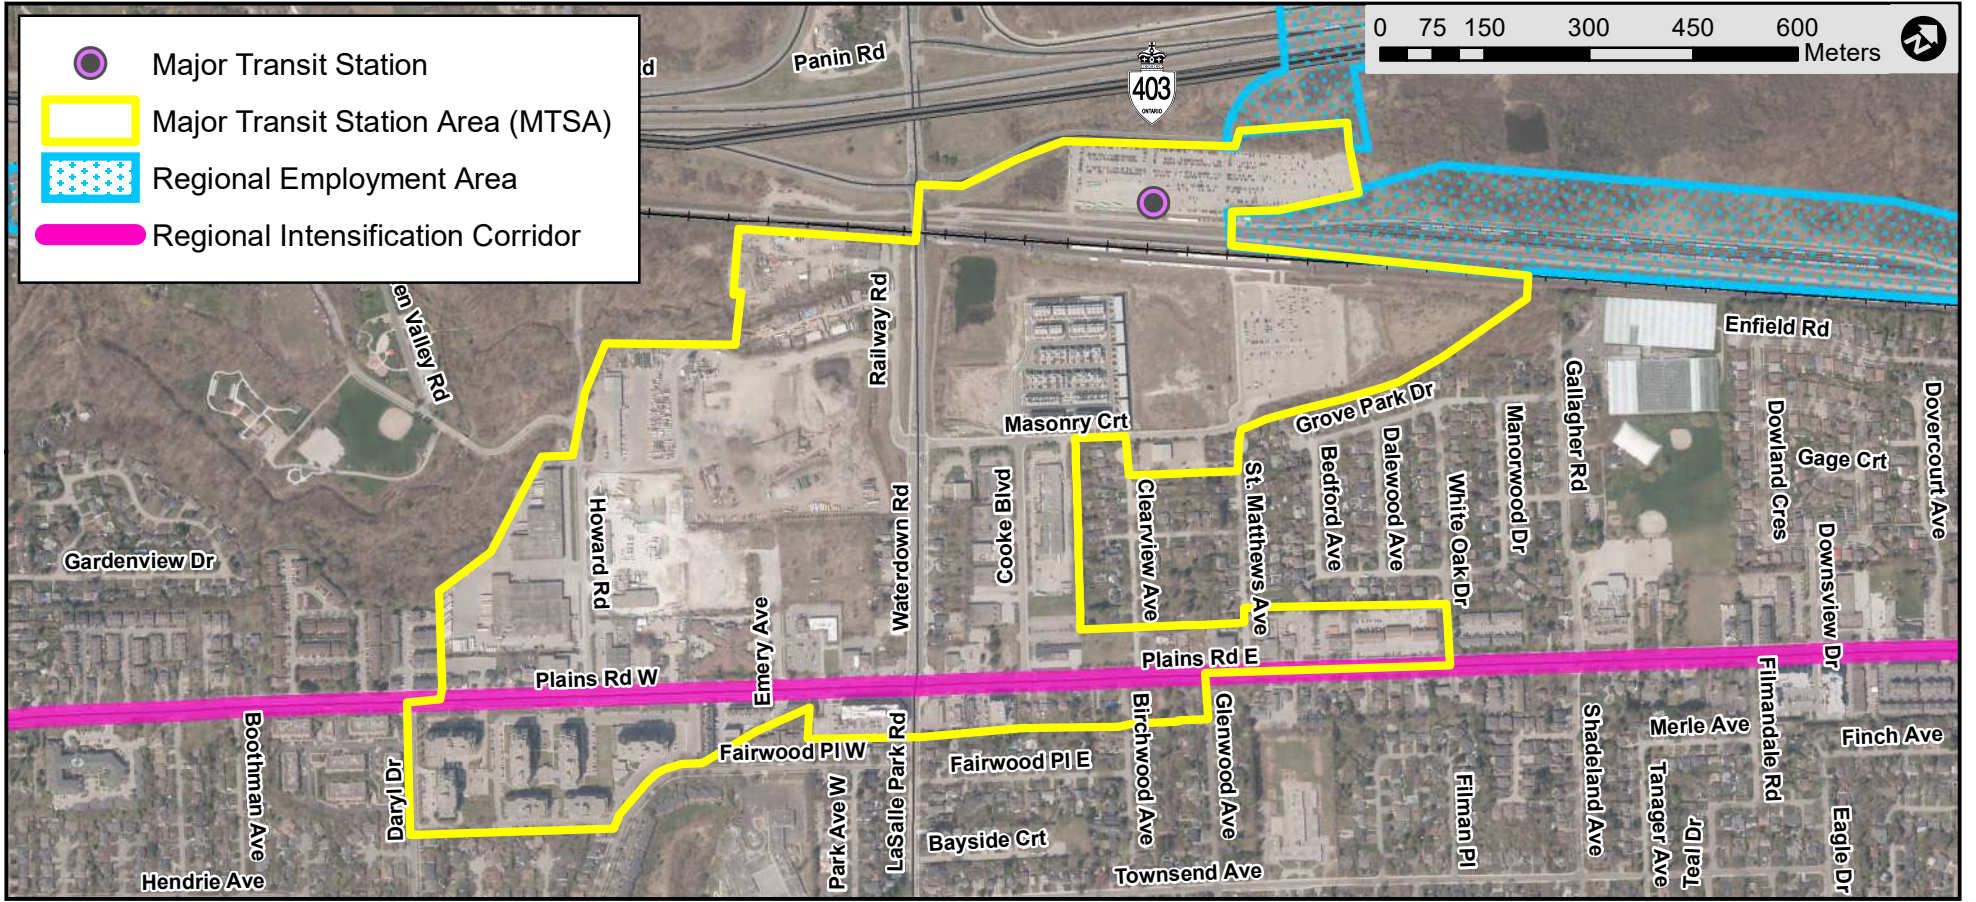 Major Transit Station
Major Transit Station Area (MTSA)
Regional Employment Area
Regional Intensification Corridor
0 75 150 300 450 600
Meters
N
Rd
Panin Rd
403
ONTARIO
en Valley Rd
Railway Rd
Enfield Rd
Masonry Crt
Grove Park Dr
Gallagher Rd
Manorwood Dr
Dowland Cres
Dovercourt Ave
Gage Crt
Bedford Ave
Dalewood Ave
White Oak Dr
St. Matthews Ave
Clearview Ave
Cooke Blvd
Waterdown Rd
Howard Rd
Gardenview Dr
Emery Ave
Downsview Dr
Plains Rd W
Plains Rd E
Boothman Ave
Daryl Dr
Fairwood Pl W
LaSalle Park Rd
Park Ave W
Fairwood Pl E
Birchwood Ave
Glenwood Ave
Filman Pl
Shadeland Ave
Merle Ave
Filmandale Rd
Finch Ave
Tanager Ave
Teal Dr
Eagle Dr
Bayside Crt
Townsend Ave
Hendrie Ave